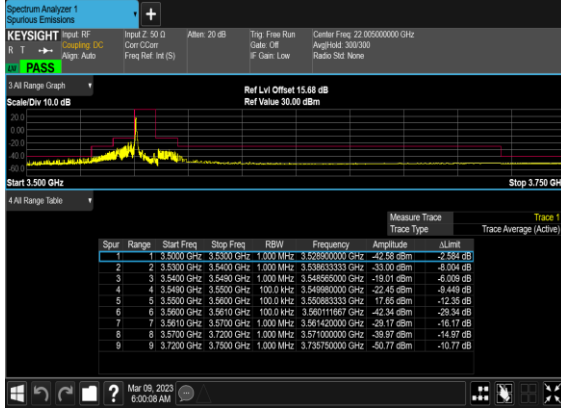 Spectrum Analyzer 1
Spurious Emissions
+
KEYSIGHT Input: RF Input Z: 50 Ω Atten: 20 dB Trig: Free Run Center Freq: 22.005000000 GHz
R T Coupling: DC Corr CCorr Gate: Off Avg|Hold: 300/300
Align: Auto Freq Ref: Int (S) IF Gain: Low Radio Std: None
PASS
3 All Range Graph
Ref Lvl Offset 15.68 dB
Scale/Div 10.0 dB Ref Value 30.00 dBm
20.0
0.00
-20.0
-40.0
-60.0
Start 3.500 GHz Stop 3.750 GH
4 All Range Table
Measure Trace Trace 1
Trace Type Trace Average (Active)
Spur Range Start Freq Stop Freq RBW Frequency Amplitude ΔLimit
1 1 3.5000 GHz 3.5300 GHz 1.000 MHz 3.528900000 GHz -42.58 dBm -2.584 dB
2 2 3.5300 GHz 3.5400 GHz 1.000 MHz 3.538633333 GHz -33.00 dBm -8.004 dB
3 3 3.5400 GHz 3.5490 GHz 1.000 MHz 3.548565000 GHz -19.01 dBm -6.009 dB
4 4 3.5490 GHz 3.5500 GHz 100.0 kHz 3.549980000 GHz -22.45 dBm -9.449 dB
5 5 3.5500 GHz 3.5600 GHz 100.0 kHz 3.550883333 GHz 17.65 dBm -12.35 dB
6 6 3.5600 GHz 3.5610 GHz 100.0 kHz 3.560111667 GHz -42.34 dBm -29.34 dB
7 7 3.5610 GHz 3.5700 GHz 1.000 MHz 3.561420000 GHz -29.17 dBm -16.17 dB
8 8 3.5700 GHz 3.7200 GHz 1.000 MHz 3.571000000 GHz -39.97 dBm -14.97 dB
9 9 3.7200 GHz 3.7500 GHz 1.000 MHz 3.735750000 GHz -50.77 dBm -10.77 dB
? Mar 09, 2023
6:00:08 AM